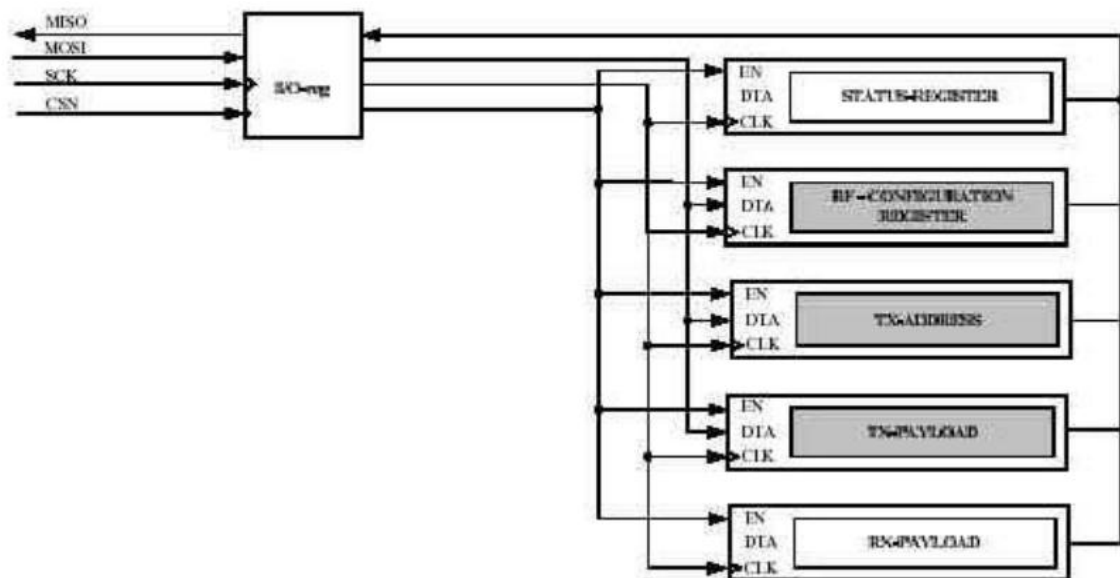 MISO
MOSI
SCK
CSN
I/O-reg
EN
DTA
CLK
STATUS-REGISTER
EN
DTA
CLK
RF - CONFIGURATION
REGISTER
EN
DTA
CLK
TX-ADDRESS
EN
DTA
CLK
TX-PAYLOAD
EN
DTA
CLK
RX-PAYLOAD